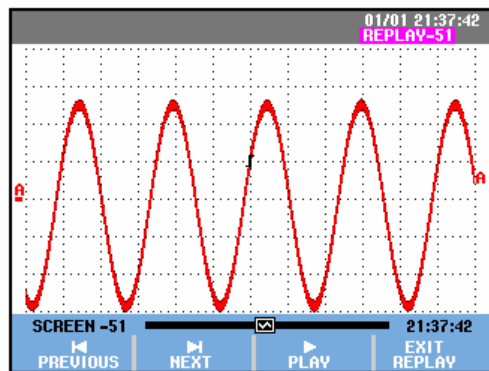 01/01 21:37:42
REPLAY-51
A
A
SCREEN -51 21:37:42
PREVIOUS NEXT PLAY EXIT REPLAY